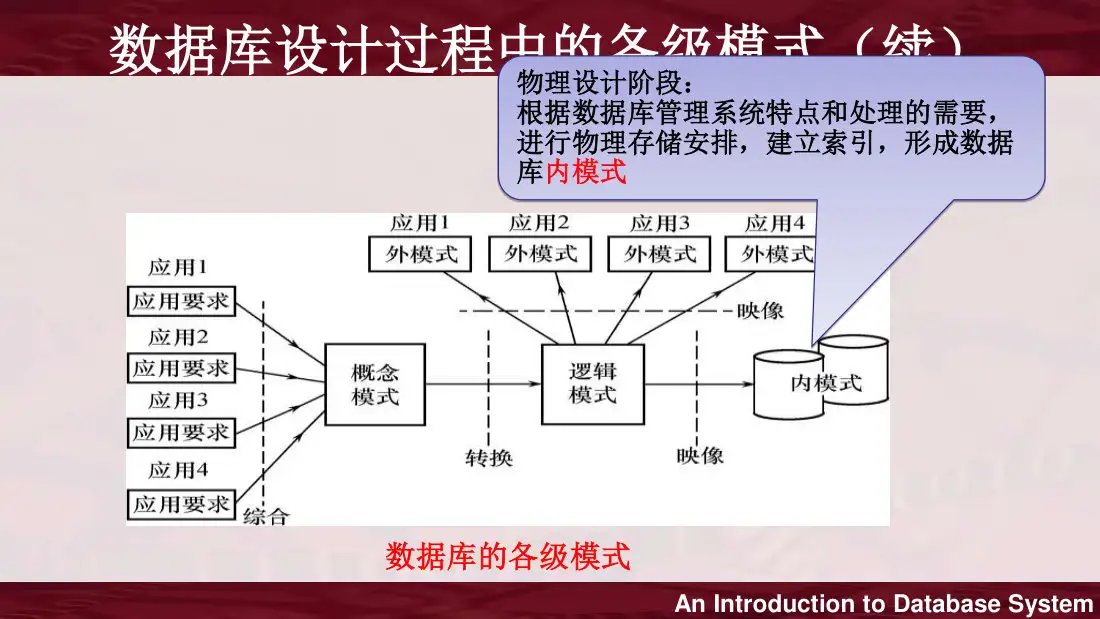 数据库设计过程中的各级模式（续）
物理设计阶段：
根据数据库管理系统特点和处理的需要，
进行物理存储安排，建立索引，形成数据
库内模式
应用1 应用2 应用3 应用4
外模式 外模式 外模式 外模式
应用1
应用要求
映像
应用2
应用要求
概念
模式
逻辑
模式
内模式
应用3
应用要求
转换
映像
应用4
应用要求
综合
数据库的各级模式
An Introduction to Database System